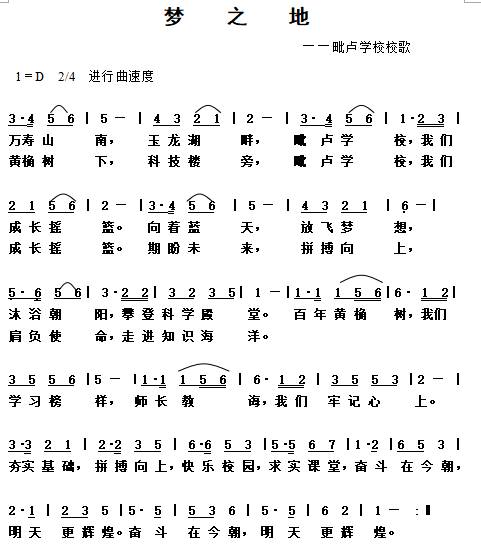 梦 之 地
——毗卢学校校歌
1=D 2/4 进行曲速度
3·4 5 6 | 5 — | 4 3 2 1 | 2 — | 3·4 5 6 | 1·2 3 |
万寿山 南， 玉龙湖 畔， 毗卢学 校，我们
黄桷树 下， 科技楼 旁， 毗卢学 校，我们
2 1 5 6 | 2 — | 3·4 5 6 | 5 — | 4 3 2 1 | 6 — |
成长摇 篮。 向着蓝 天， 放飞梦 想，
成长摇 篮。 期盼未 来， 拼搏向 上，
5· 6 5 6 | 3·2 2 | 3 2 3 5 | 1 — | 1·1 1 5 6 | 6· 1 2 |
沐浴朝 阳，攀登科学殿 堂。 百年黄桷 树，我们
肩负使 命，走进知识海 洋。
3 5 5 6 | 5 — | 1·1 1 5 6 | 6· 1 2 | 3 5 5 3 | 2 — |
学习榜 样， 师长教 诲，我们 牢记心 上。
3·3 2 1 | 2·2 3 5 | 6·6 5 3 | 5·5 6 7 | 1·2 | 6 5 3 |
夯实基础，拼搏向上，快乐校园，求实课堂，奋斗 在今朝，
2·1 | 2 3 5 | 5· 5 | 5 3 6 | 5· 5 | 6 2 | 1 — :‖
明天 更辉煌。奋斗 在今朝，明天 更辉 煌。